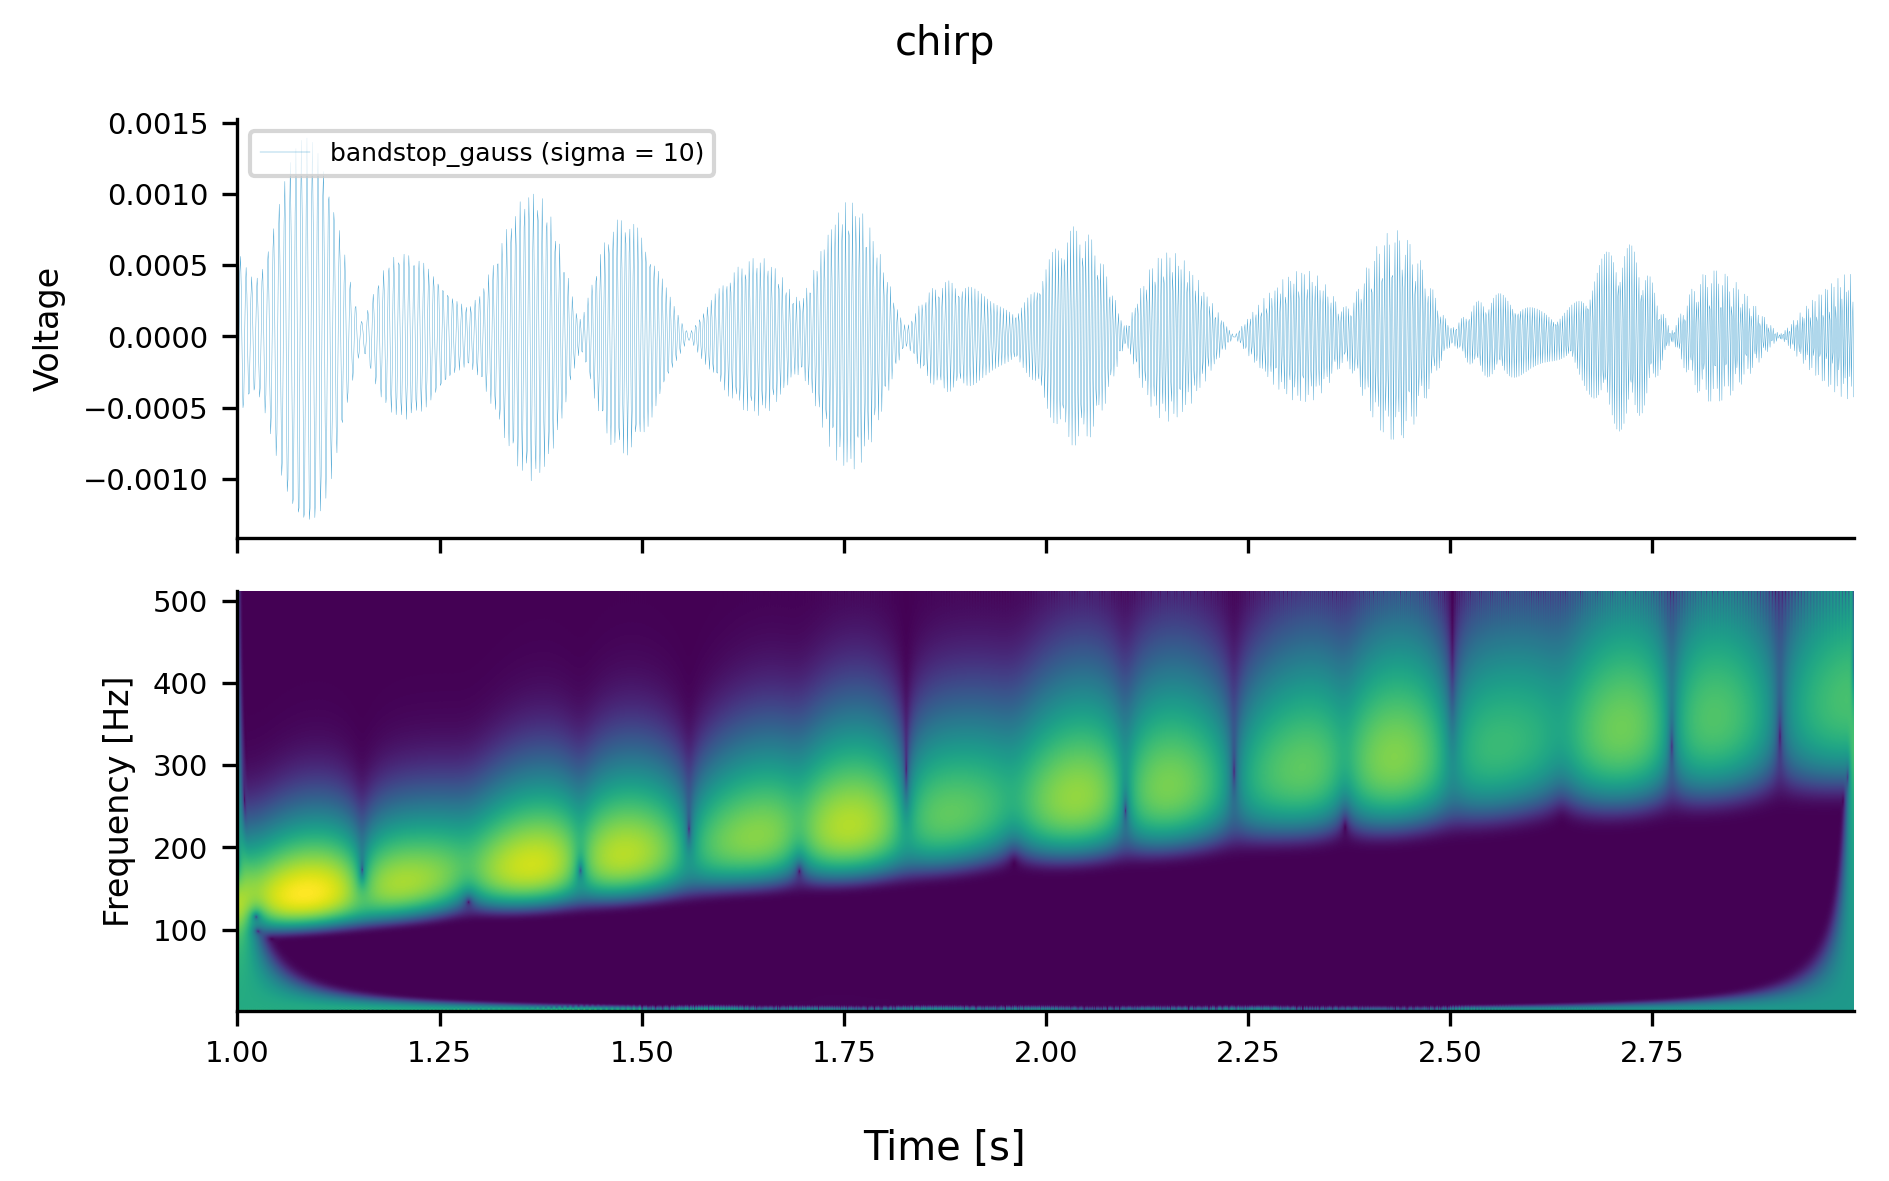 chirp
0.0015
0.0010
0.0005
0.0000
−0.0005
−0.0010
Voltage
bandstop_gauss (sigma = 10)
500
400
300
200
100
Frequency [Hz]
1.00 1.25 1.50 1.75 2.00 2.25 2.50 2.75
Time [s]